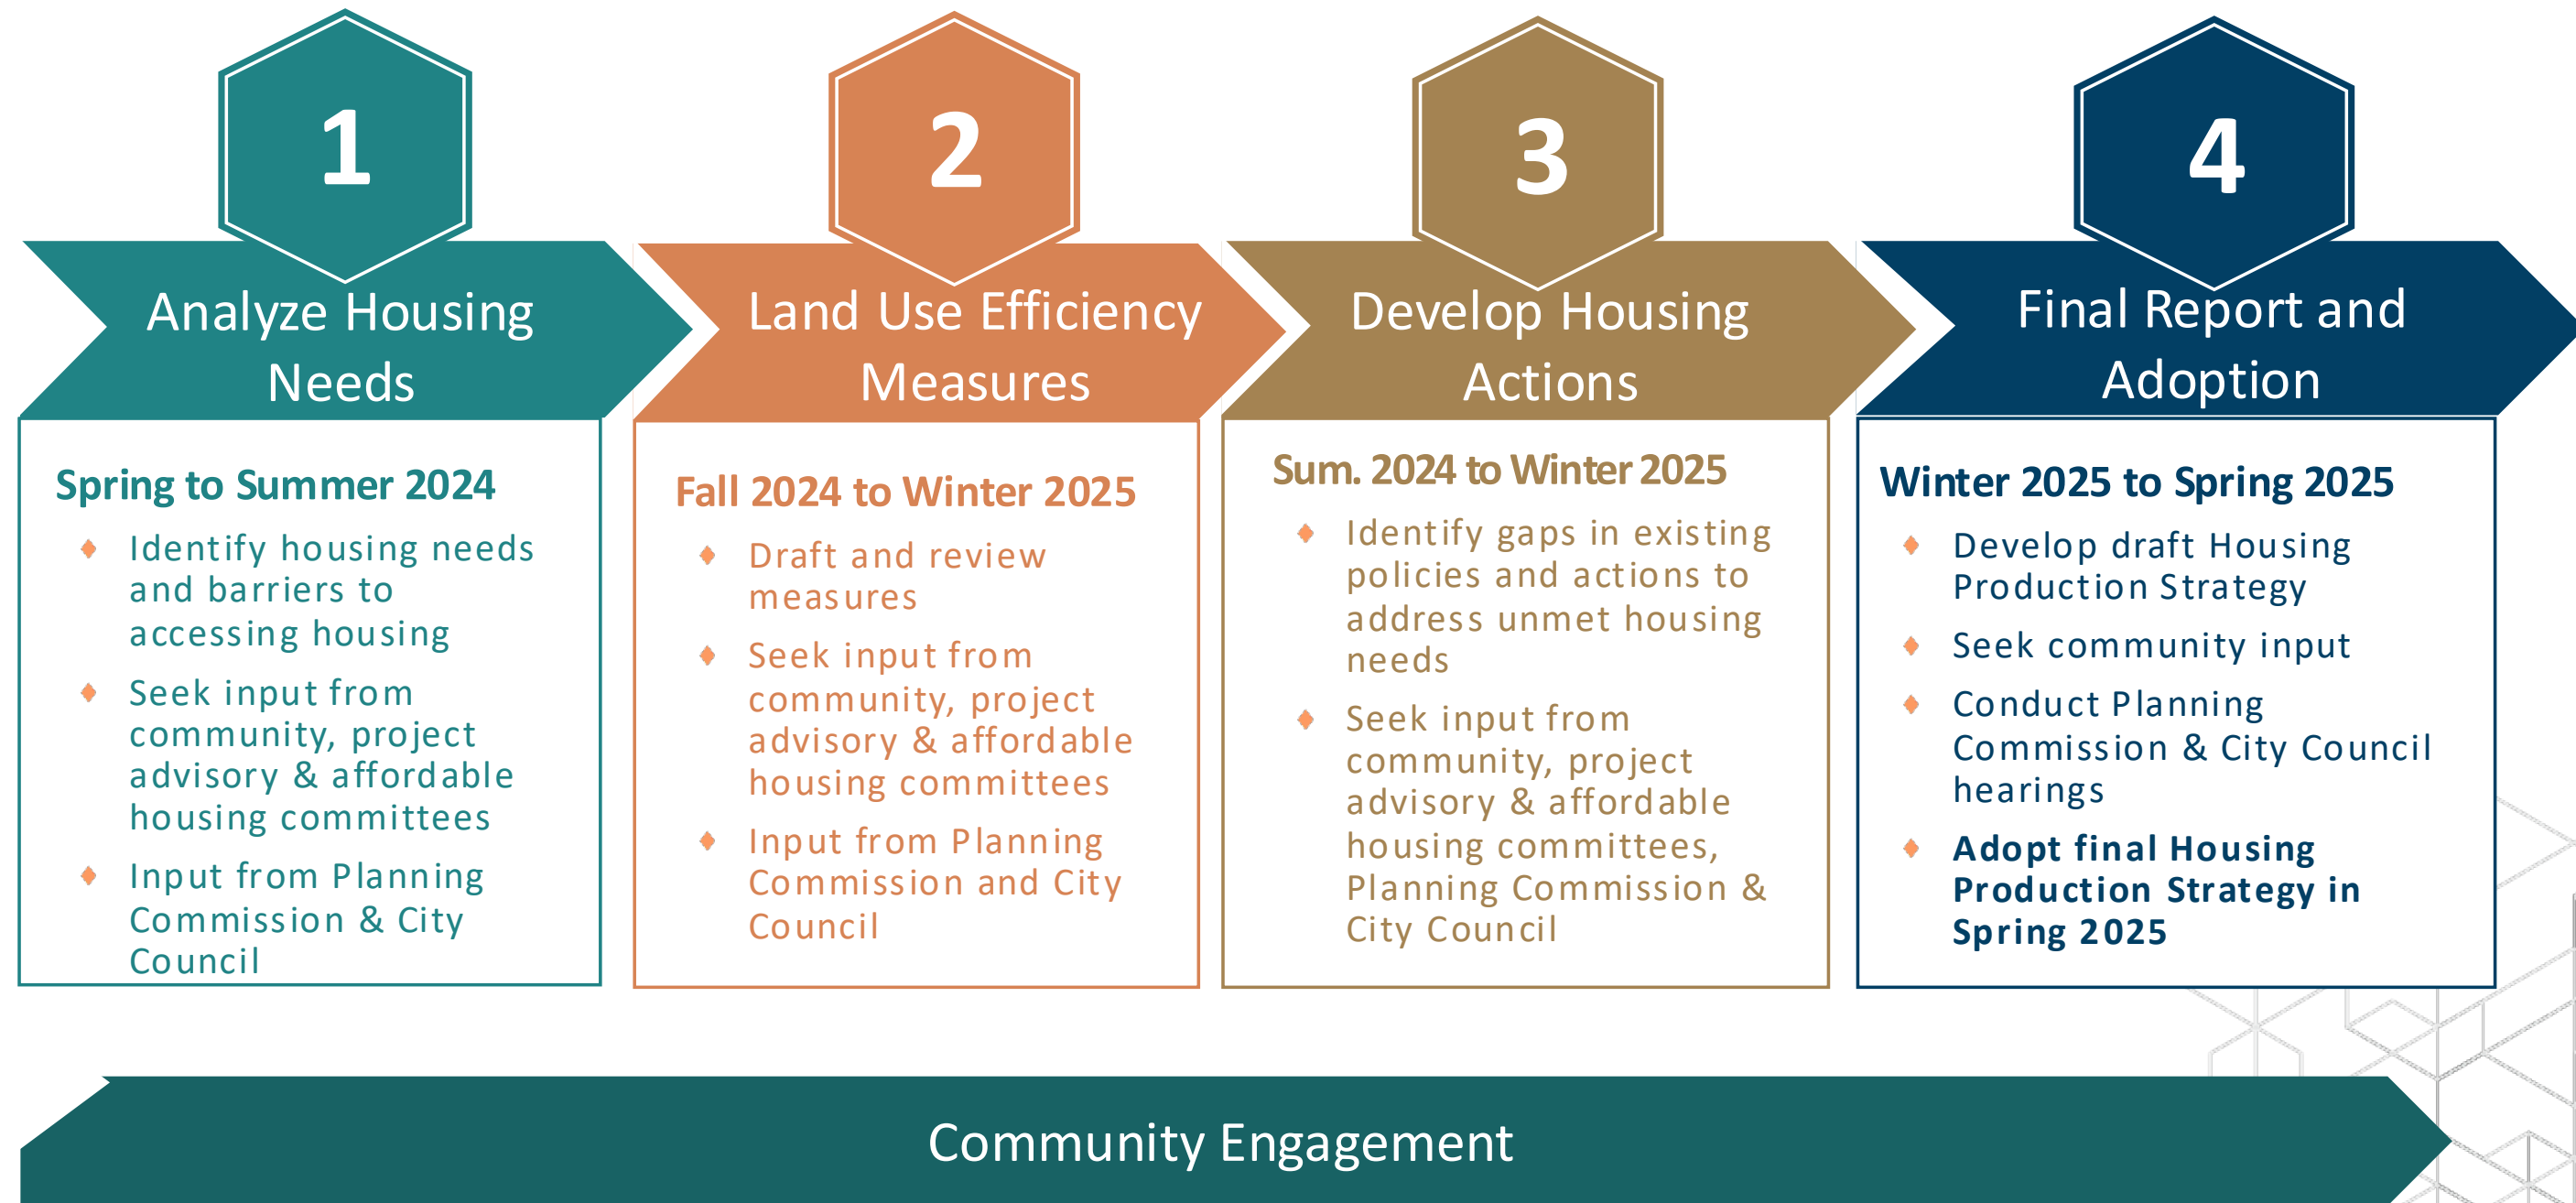 1
Analyze Housing
Needs
Spring to Summer 2024
Identify housing needs
and barriers to
accessing housing
Seek input from
community, project
advisory & affordable
housing committees
Input from Planning
Commission & City
Council
2
Land Use Efficiency
Measures
Fall 2024 to Winter 2025
Draft and review
measures
Seek input from
community, project
advisory & affordable
housing committees
Input from Planning
Commission and City
Council
3
Develop Housing
Actions
Sum. 2024 to Winter 2025
Identify gaps in existing
policies and actions to
address unmet housing
needs
Seek input from
community, project
advisory & affordable
housing committees,
Planning Commission &
City Council
4
Final Report and
Adoption
Winter 2025 to Spring 2025
Develop draft Housing
Production Strategy
Seek community input
Conduct Planning
Commission & City Council
hearings
Adopt final Housing
Production Strategy in
Spring 2025
Community Engagement